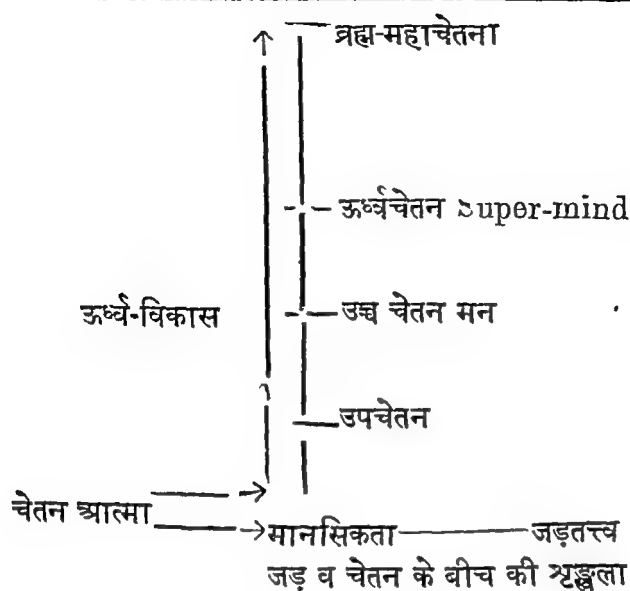 ब्रह्म-महाचेतना
ऊर्ध्वचेतन super-mind
ऊर्ध्व-विकास
उच्च चेतन मन
उपचेतन
चेतन आत्मा
मानसिकता जड़तत्त्व
जड़ व चेतन के बीच की शृङ्खला